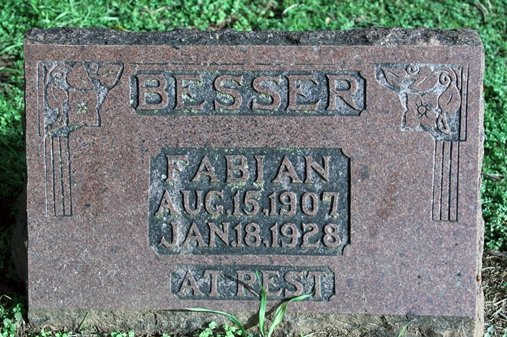 BESSER
FABIAN
AUG.15.1907
JAN.18.1928
AT REST